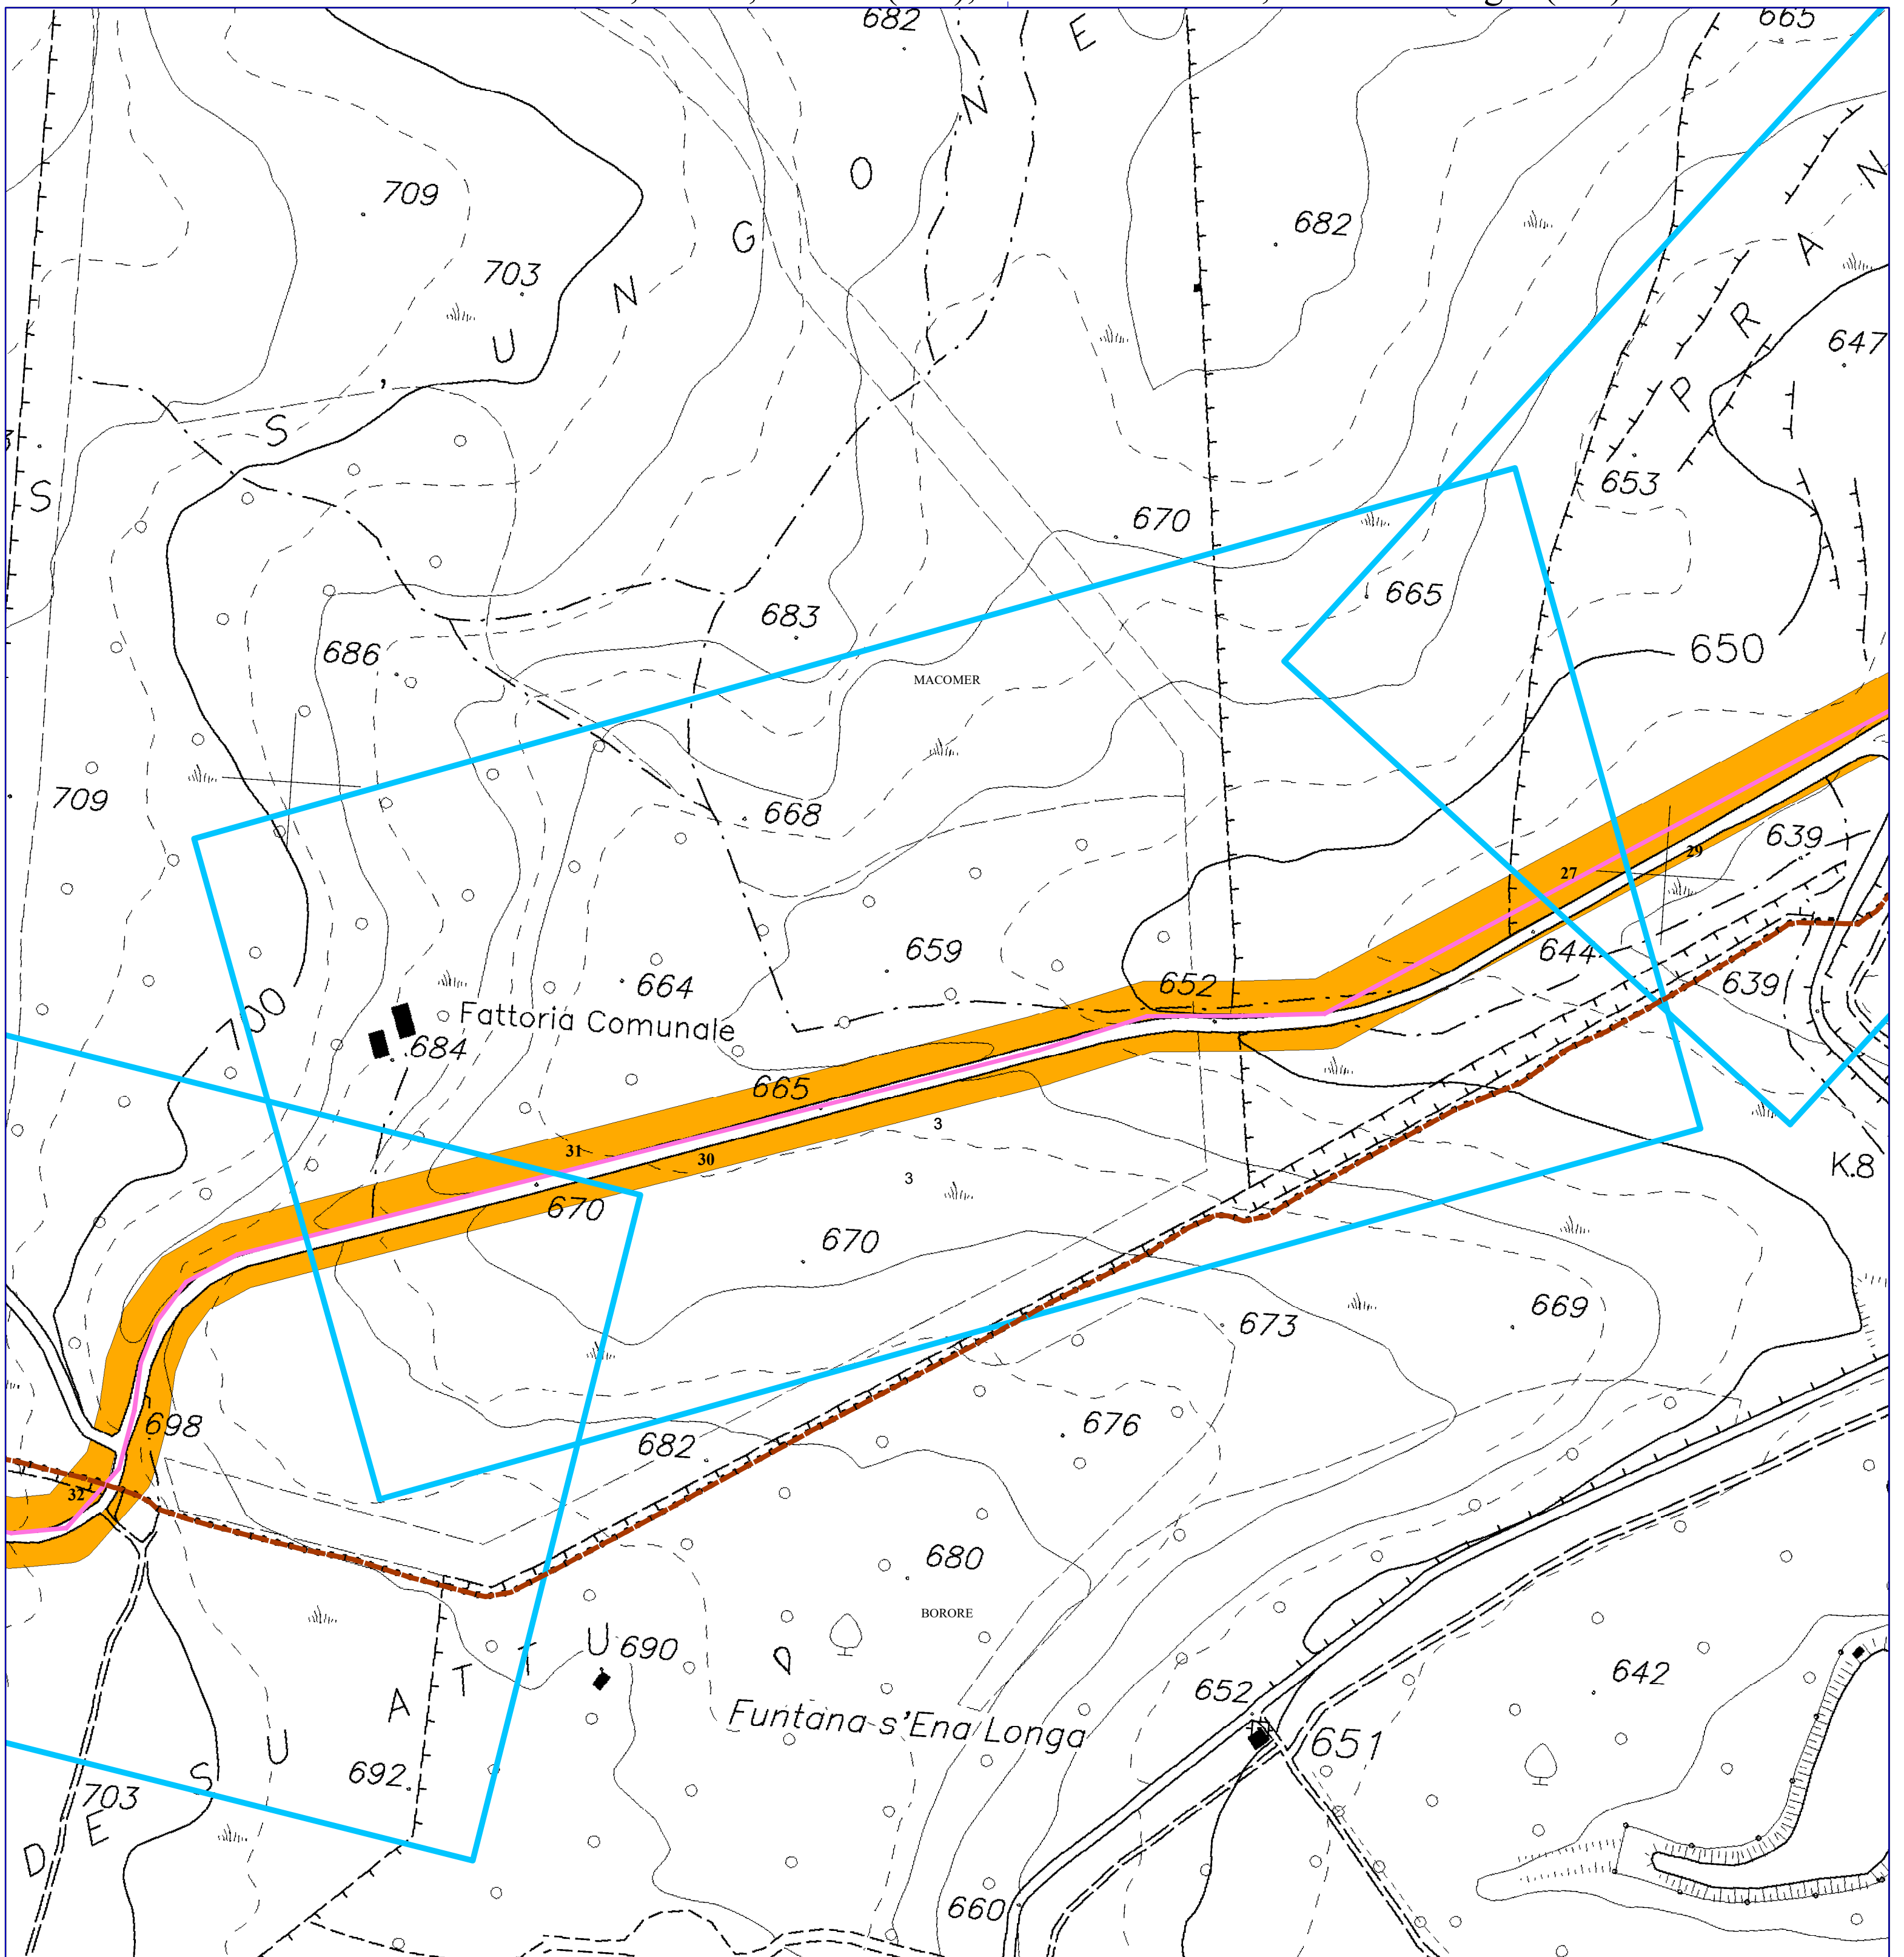 682
E
665
N
O
N
709
682
G
A
703
N
R
647
U
P
S
653
S
670
665
683
650
686
MACOMER
709
668
639
29
27
659
644
652
664
639
700
Fattoria Comunale
684
665
3
31
30
K.8
3
670
670
669
673
698
676
682
32
680
BORORE
U 690
T
T
642
A
652
Funtana s'Ena Longa
651
U
692
S
703
E
D
660